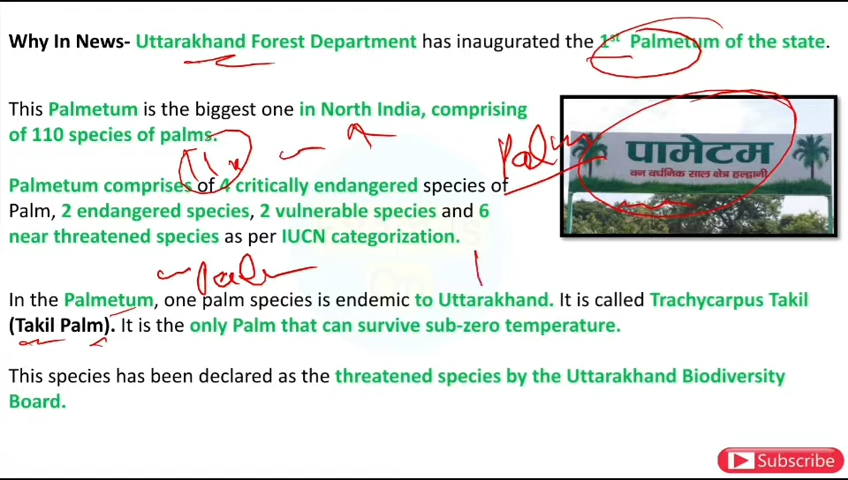 Why In News- Uttarakhand Forest Department has inaugurated the 1st Palmetum of the state.
This Palmetum is the biggest one in North India, comprising
of 110 species of palms.
Palmetum comprises of 4 critically endangered species of
Palm, 2 endangered species, 2 vulnerable species and 6
near threatened species as per IUCN categorization.
पामेटम
वन वर्धनिक साल क्षेत्र हल्द्वानी
Palm
In the Palmetum, one palm species is endemic to Uttarakhand. It is called Trachycarpus Takil
(Takil Palm). It is the only Palm that can survive sub-zero temperature.
This species has been declared as the threatened species by the Uttarakhand Biodiversity
Board.
Subscribe